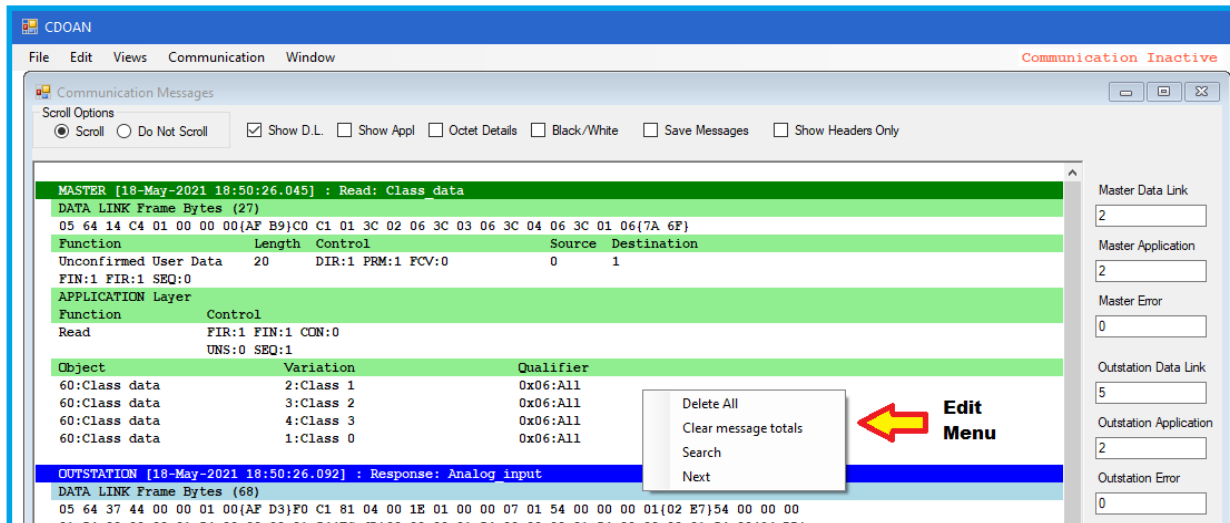 CDOAN
File Edit Views Communication Window Communication Inactive
Communication Messages
Scroll Options
Scroll Do Not Scroll Show D.L. Show Appl Octet Details Black/White Save Messages Show Headers Only
MASTER [18-May-2021 18:50:26.045] : Read: Class_data
DATA LINK Frame Bytes (27)
05 64 14 C4 01 00 00 00{AF B9}C0 C1 01 3C 02 06 3C 03 06 3C 04 06 3C 01 06{7A 6F}
Function Length Control Source Destination
Unconfirmed User Data 20 DIR:1 PRM:1 FCV:0 0 1
FIN:1 FIR:1 SEQ:0
APPLICATION Layer
Function Control
Read FIR:1 FIN:1 CON:0
UNS:0 SEQ:1
Object Variation Qualifier
60:Class data 2:Class 1 0x06:All
60:Class data 3:Class 2 0x06:All
60:Class data 4:Class 3 0x06:All
60:Class data 1:Class 0 0x06:All
OUTSTATION [18-May-2021 18:50:26.092] : Response: Analog_input
DATA LINK Frame Bytes (68)
05 64 37 44 00 00 01 00{AF D3}F0 C1 81 04 00 1E 01 00 00 07 01 54 00 00 00 01{02 E7}54 00 00 00
Delete All
Clear message totals
Search
Next
Edit
Menu
Master Data Link
2
Master Application
2
Master Error
0
Outstation Data Link
5
Outstation Application
2
Outstation Error
0